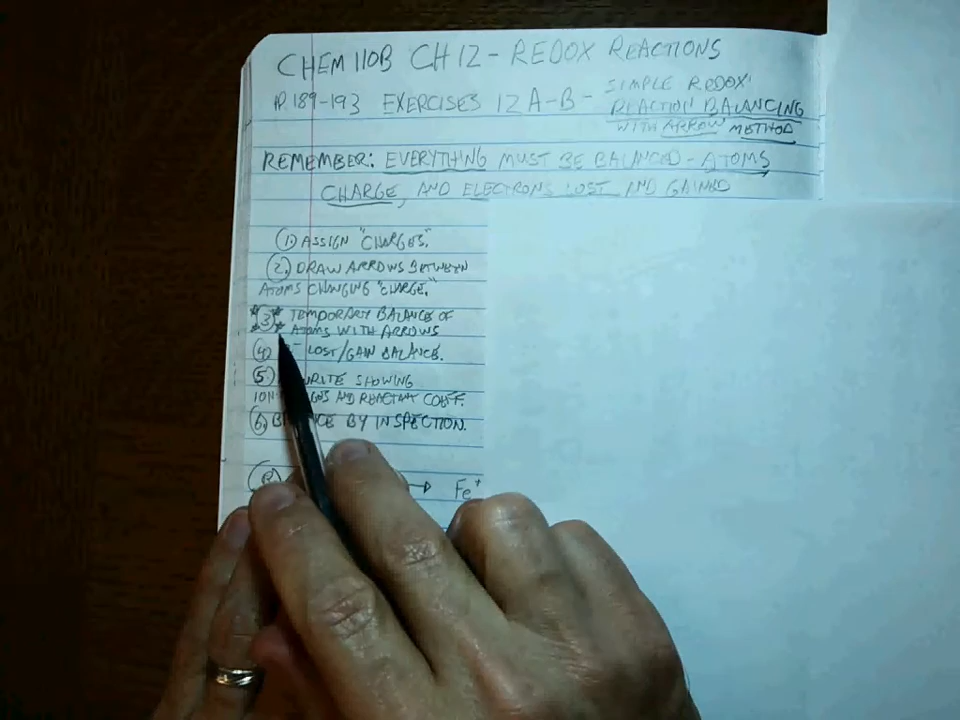 CHEM 110B CH 12 - REDOX REACTIONS
P. 189-193 EXERCISES 12 A-B - SIMPLE REDOX
REACTION BALANCING
WITH ARROW METHOD
REMEMBER: EVERYTHING MUST BE BALANCED - ATOMS,
CHARGE, AND ELECTRONS LOST AND GAINED
1. ASSIGN "CHARGES."
2. DRAW ARROWS BETWEEN
ATOMS CHANGING "CHARGE."
*3* TEMPORARY BALANCE OF
ATOMS WITH ARROWS
4. LOST/GAIN BALANCE.
5. SHOWING
AND REACTANT COEFF.
6. BY INSPECTION.
→ Fe+